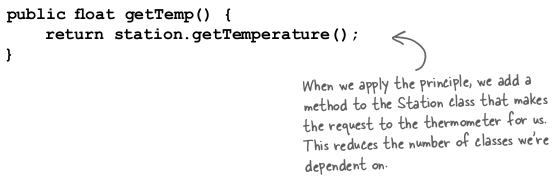 public float getTemp() {
    return station.getTemperature();
}
When we apply the principle, we add a
method to the Station class that makes
the request to the thermometer for us.
This reduces the number of classes we're
dependent on.